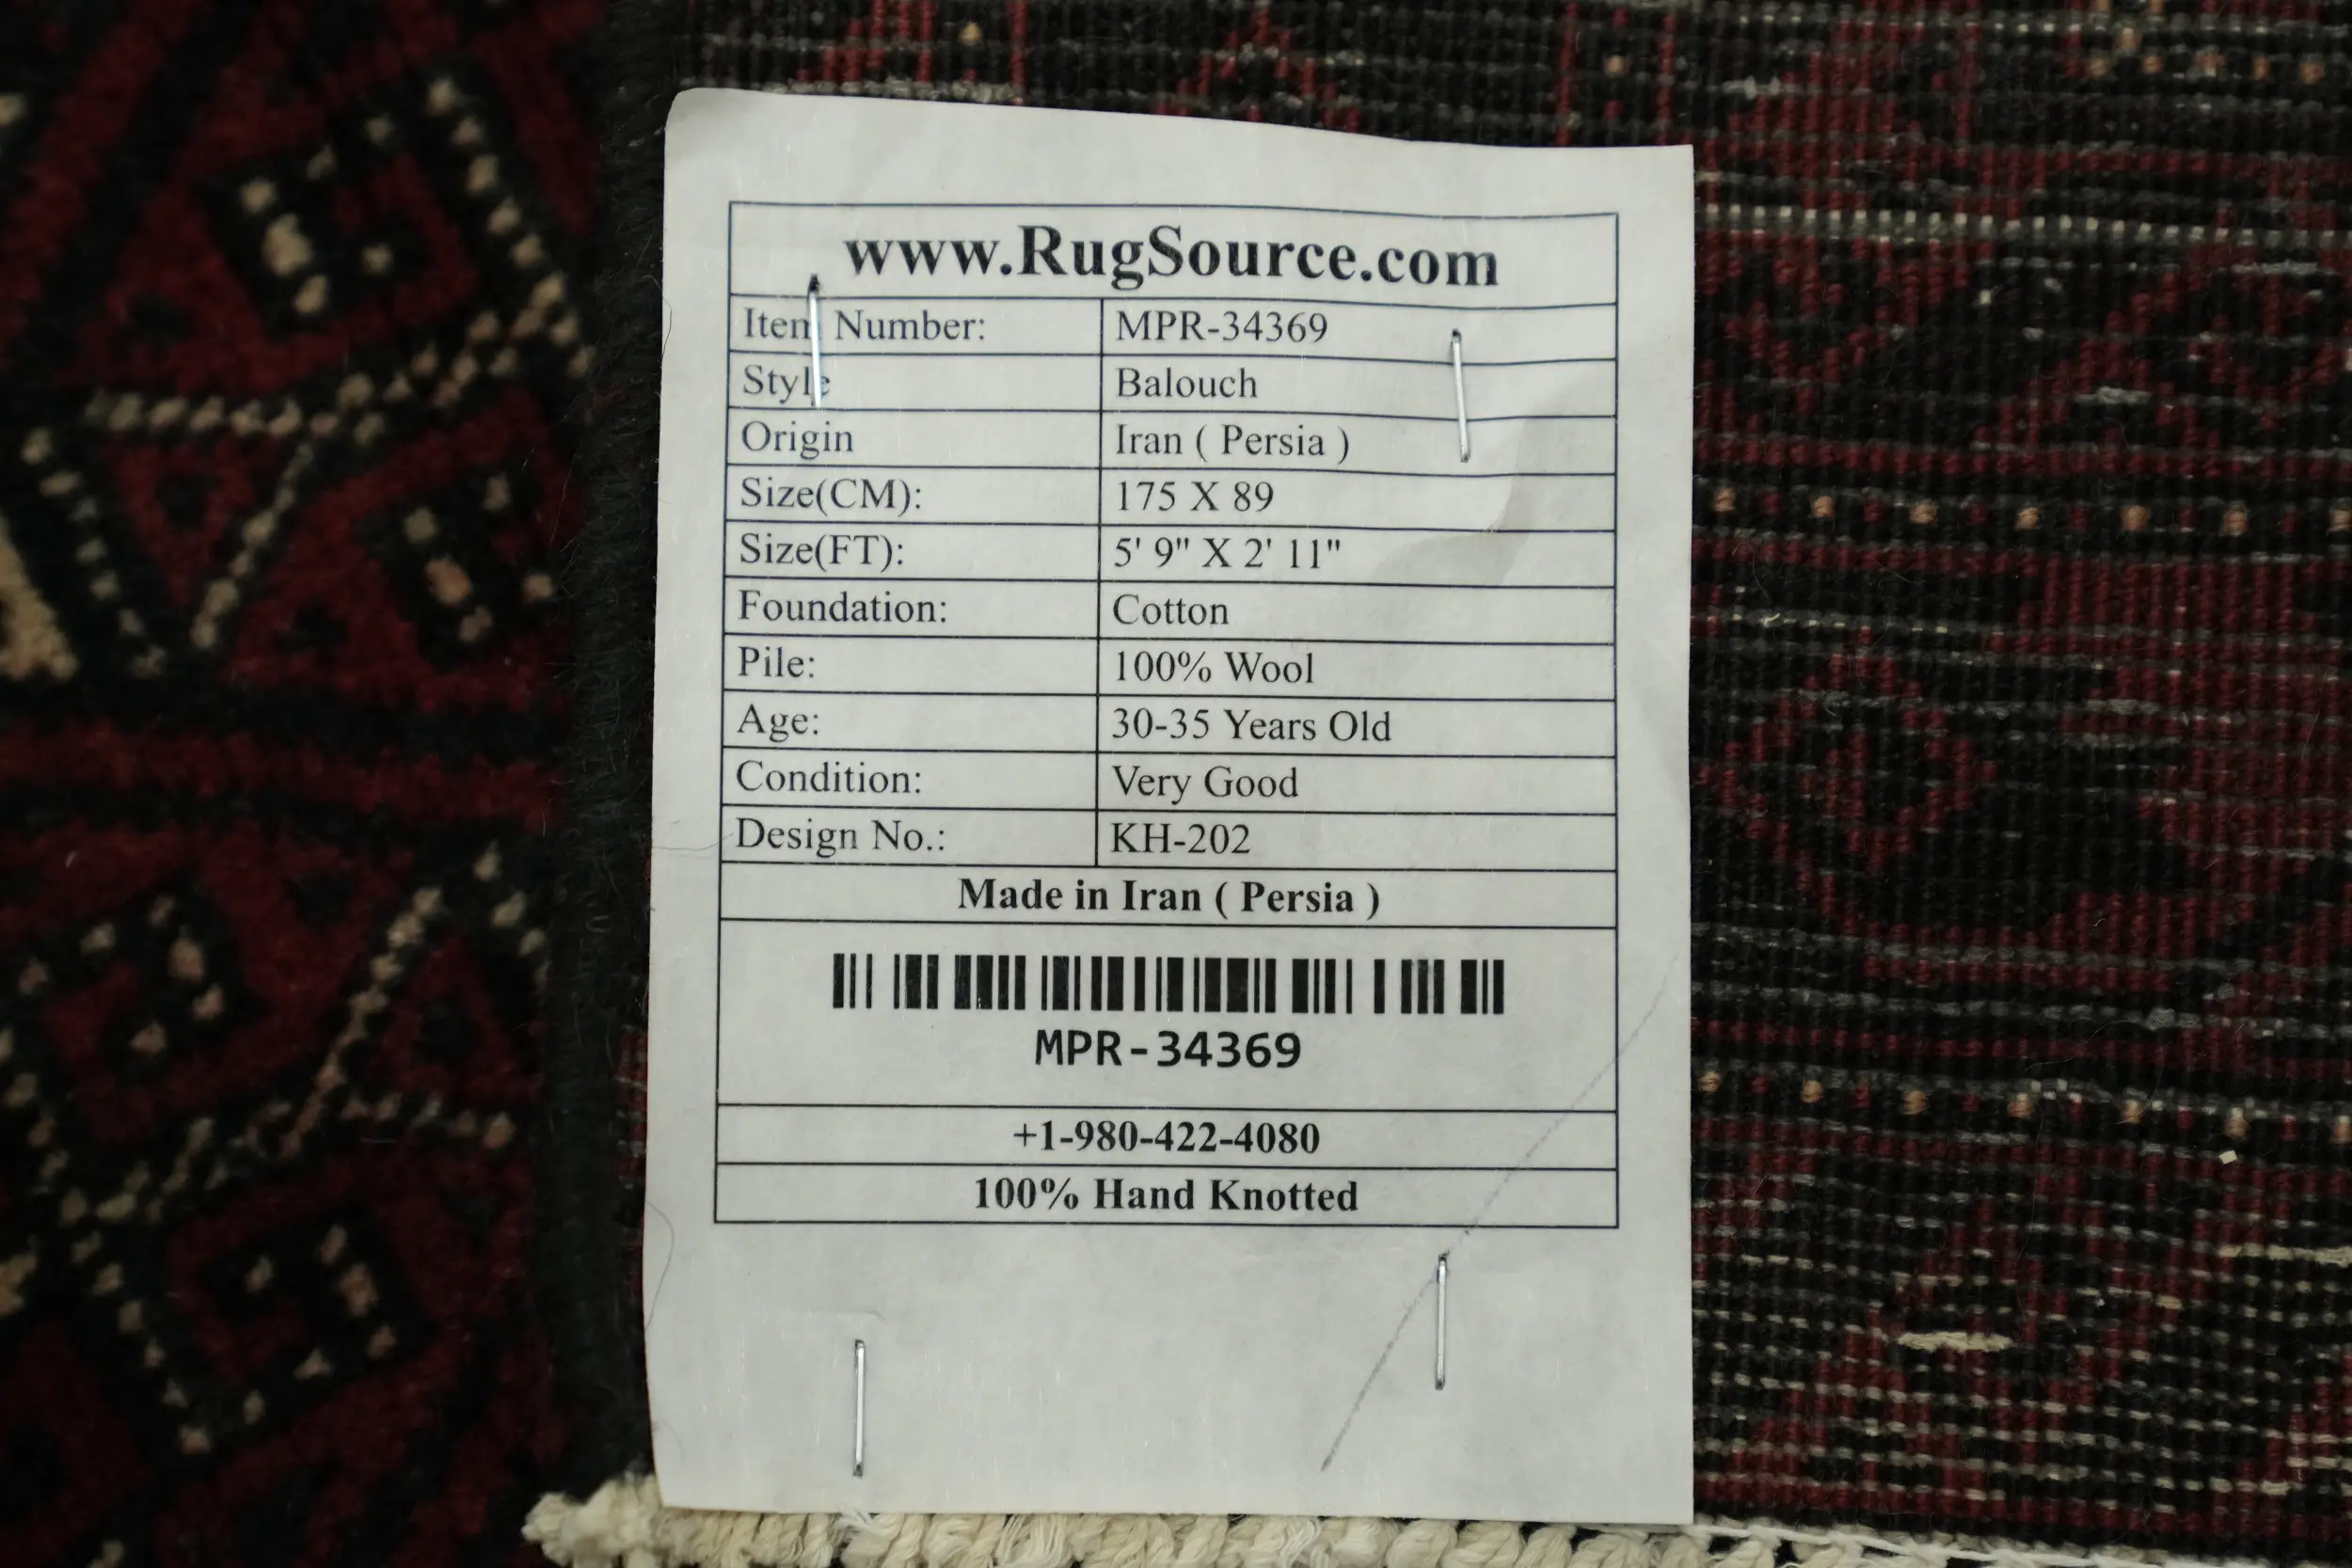 www.RugSource.com
Item Number: MPR-34369
Style Balouch
Origin Iran ( Persia )
Size(CM): 175 X 89
Size(FT): 5' 9" X 2' 11"
Foundation: Cotton
Pile: 100% Wool
Age: 30-35 Years Old
Condition: Very Good
Design No.: KH-202
Made in Iran ( Persia )
MPR-34369
+1-980-422-4080
100% Hand Knotted